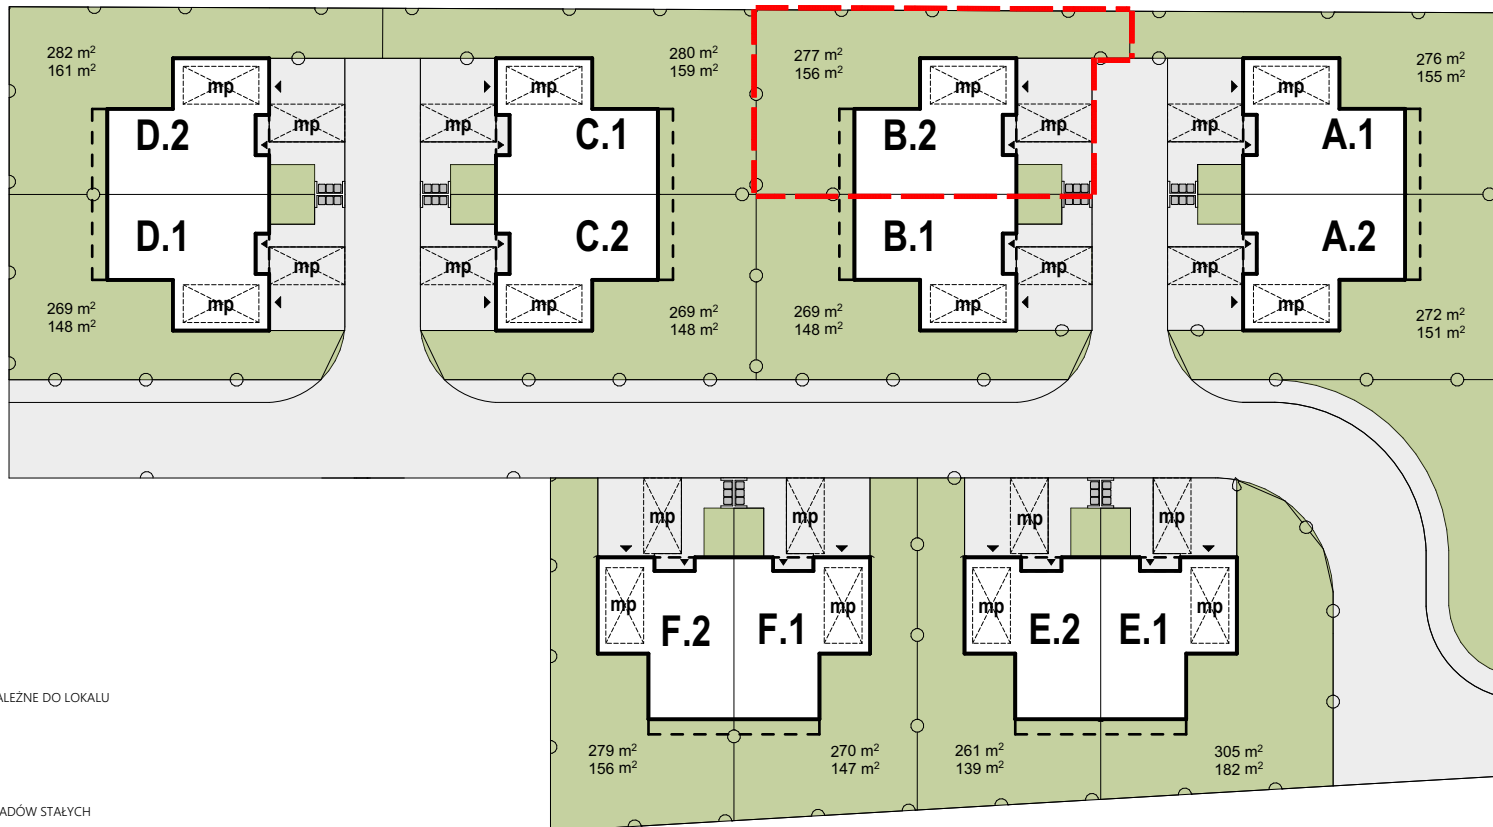 282 m²
161 m²
280 m²
159 m²
277 m²
156 m²
276 m²
155 m²
mp
mp
mp
mp
mp
mp
mp
mp
D.2
C.1
B.2
A.1
D.1
C.2
B.1
A.2
mp
mp
mp
mp
mp
mp
mp
mp
269 m²
148 m²
269 m²
148 m²
269 m²
148 m²
272 m²
151 m²
mp
mp
mp
mp
mp
mp
mp
mp
F.2
F.1
E.2
E.1
ALEŻNE DO LOKALU
279 m²
156 m²
270 m²
147 m²
261 m²
139 m²
305 m²
182 m²
ADÓW STAŁYCH